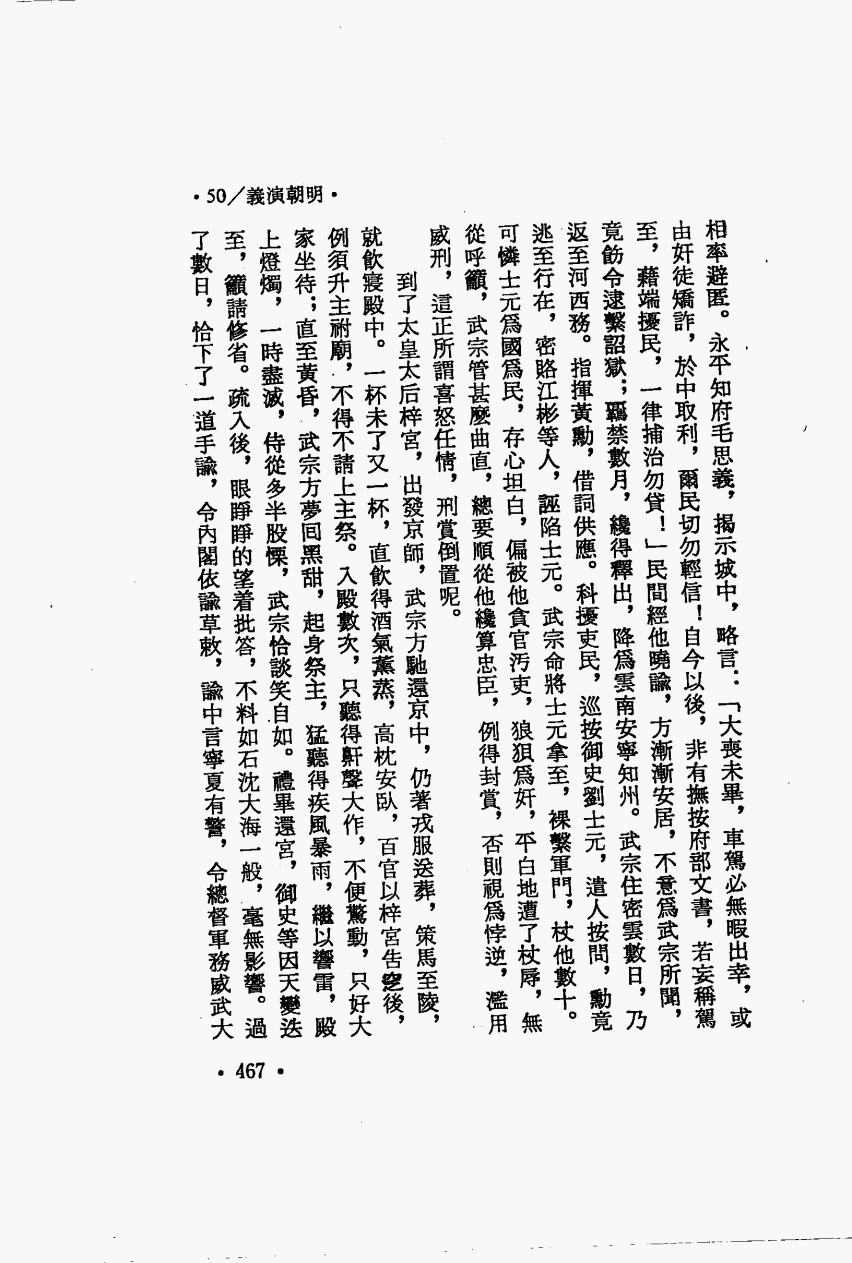 ·50／義演朝明·
相率避匿。永平知府毛思義，揭示城中，略言：「大喪未畢，車駕必無暇出幸，或
由奸徒矯詐，於中取利，爾民切勿輕信！自今以後，非有撫按府部文書，若妄稱駕
至，藉端擾民，一律捕治勿貸！」民間經他曉諭，方漸漸安居，不意爲武宗所聞，
竟飭令逮繫詔獄；羈禁數月，纔得釋出，降爲雲南安寧知州。武宗住密雲數日，乃
返至河西務。指揮黃勳，借詞供應。科擾吏民，巡按御史劉士元，遣人按問，勳竟
逃至行在，密賂江彬等人，誣陷士元。武宗命將士元拿至，裸繫軍門，杖他數十。
可憐士元爲國爲民，存心坦白，偏被他貪官汚吏，狼狽爲奸，平白地遭了杖辱，無
從呼籲，武宗管甚麼曲直，總要順從他纔算忠臣，例得封賞，否則視爲悖逆，濫用
威刑，這正所謂喜怒任情，刑賞倒置呢。
到了太皇太后梓宮，出發京師，武宗方馳還京中，仍著戎服送葬，策馬至陵，
就飮寢殿中。一杯未了又一杯，直飮得酒氣薰蒸，高枕安臥，百官以梓宮告窆後，
例須升主祔廟，不得不請上主祭。入殿數次，只聽得鼾聲大作，不便驚動，只好大
家坐待；直至黃昏，武宗方夢回黑甜，起身祭主，猛聽得疾風暴雨，繼以響雷，殿
上燈燭，一時盡滅，侍從多半股慄，武宗恰談笑自如。禮畢還宮，御史等因天變迭
至，籲請修省。疏入後，眼睜睜的望着批答，不料如石沈大海一般，毫無影響。過
了數日，恰下了一道手諭，令內閣依諭草敕，諭中言寧夏有警，令總督軍務威武大
·467·